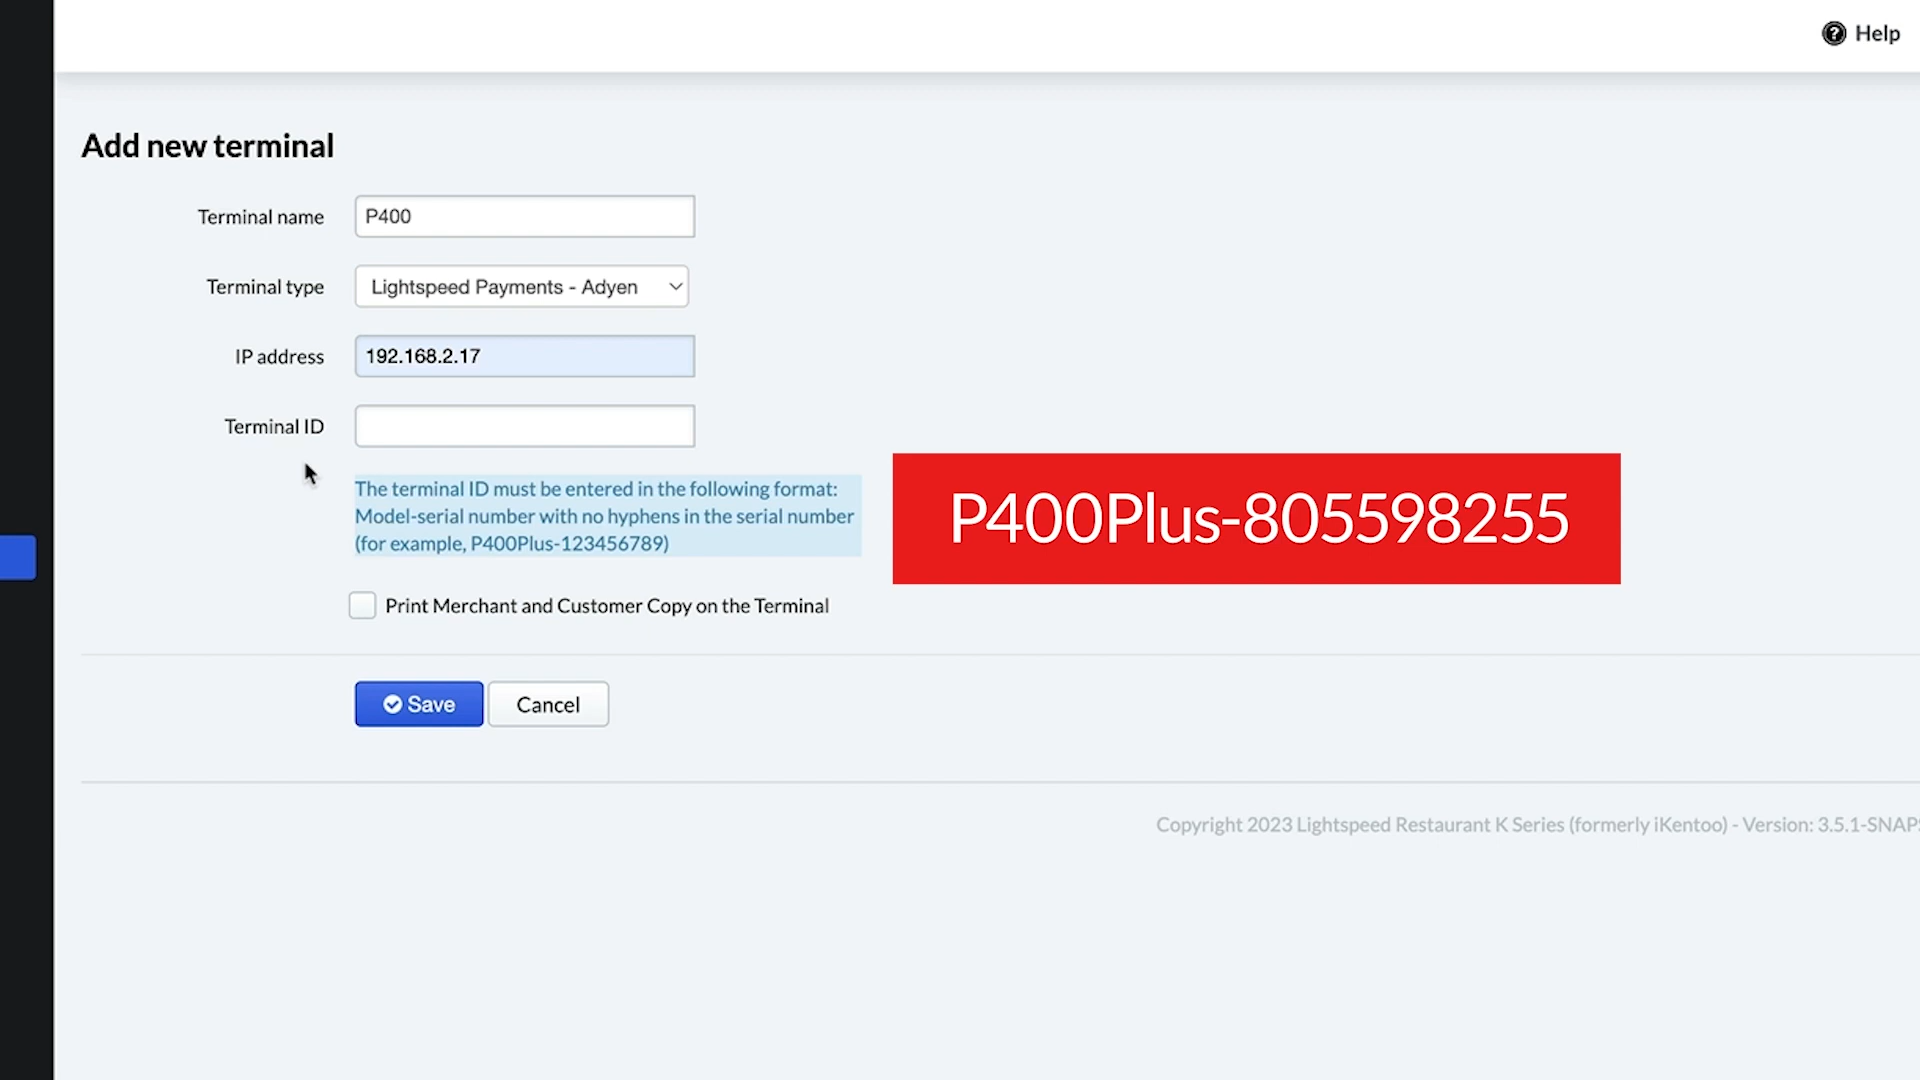 Help
Add new terminal
Terminal name
P400
Terminal type
Lightspeed Payments - Adyen
IP address
192.168.2.17
Terminal ID
The terminal ID must be entered in the following format:
Model-serial number with no hyphens in the serial number
(for example, P400Plus-123456789)
P400Plus-805598255
Print Merchant and Customer Copy on the Terminal
Save
Cancel
Copyright 2023 Lightspeed Restaurant K Series (formerly iKentoo) - Version: 3.5.1-SNAPS